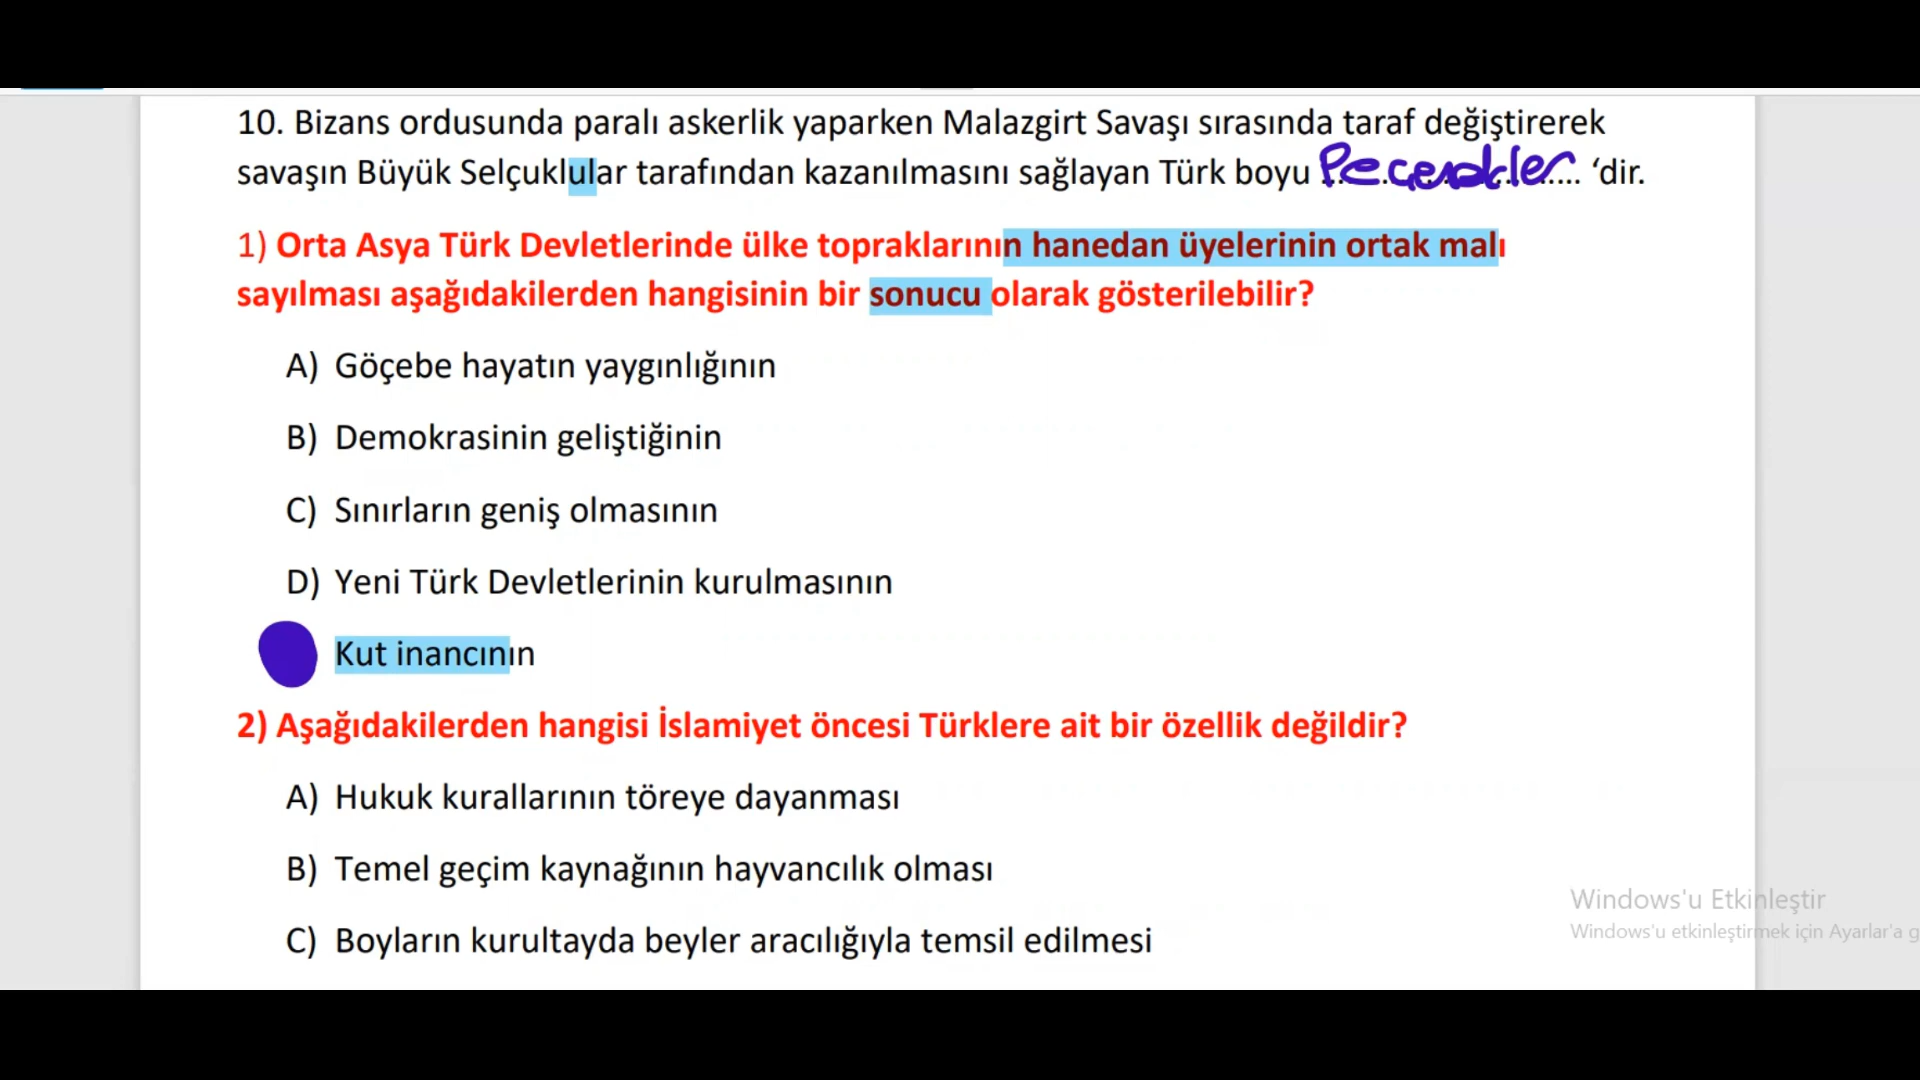 10. Bizans ordusunda paralı askerlik yaparken Malazgirt Savaşı sırasında taraf değiştirerek
savaşın Büyük Selçuklular tarafından kazanılmasını sağlayan Türk boyu Peçenekler ‘dir.
1) Orta Asya Türk Devletlerinde ülke topraklarının hanedan üyelerinin ortak malı
sayılması aşağıdakilerden hangisinin bir sonucu olarak gösterilebilir?
A) Göçebe hayatın yaygınlığının
B) Demokrasinin geliştiğinin
C) Sınırların geniş olmasının
D) Yeni Türk Devletlerinin kurulmasının
Kut inancının
2) Aşağıdakilerden hangisi İslamiyet öncesi Türklere ait bir özellik değildir?
A) Hukuk kurallarının töreye dayanması
B) Temel geçim kaynağının hayvancılık olması
C) Boyların kurultayda beyler aracılığıyla temsil edilmesi
Windows'u Etkinleştir
Windows'u etkinleştirmek için Ayarlar'a g